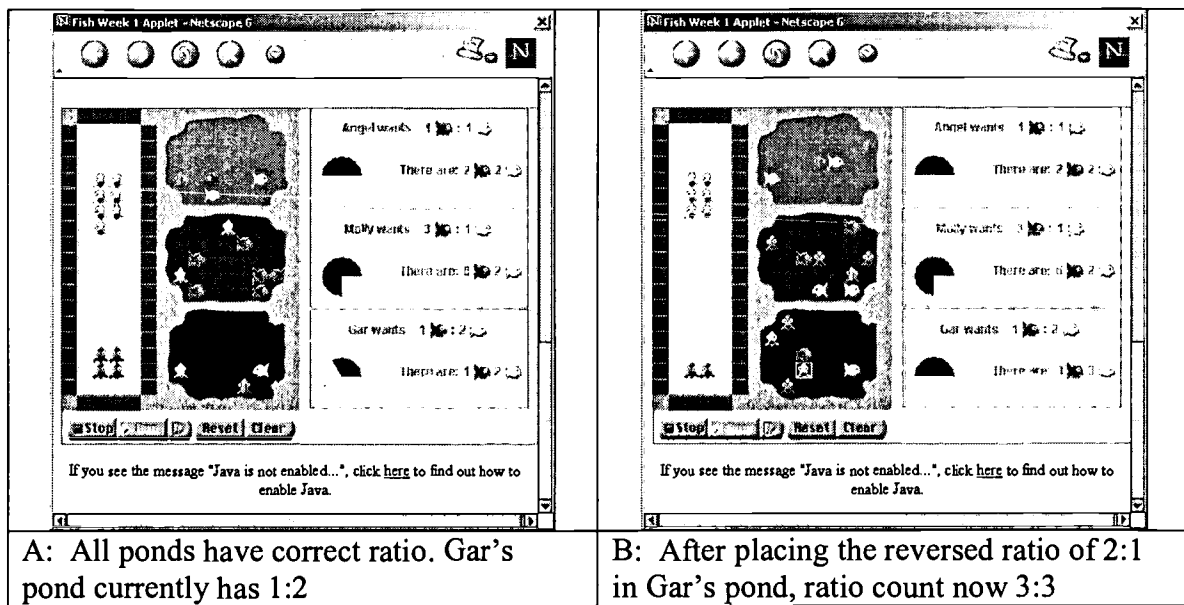 Fish Week 1 Applet - Netscape 6
N
Angel wants 1 : 1
There are: 2 2
Molly wants 3 : 1
There are: 6 2
Gar wants 1 : 2
There are: 1 2
Stop
Reset Clear
If you see the message "Java is not enabled...", click here to find out how to
enable Java.
A: All ponds have correct ratio. Gar's
pond currently has 1:2
Fish Week 1 Applet - Netscape 6
N
Angel wants 1 : 1
There are: 2 2
Molly wants 3 : 1
There are: 6 2
Gar wants 1 : 2
There are: 3 3
Stop
Reset Clear
If you see the message "Java is not enabled...", click here to find out how to
enable Java.
B: After placing the reversed ratio of 2:1
in Gar's pond, ratio count now 3:3